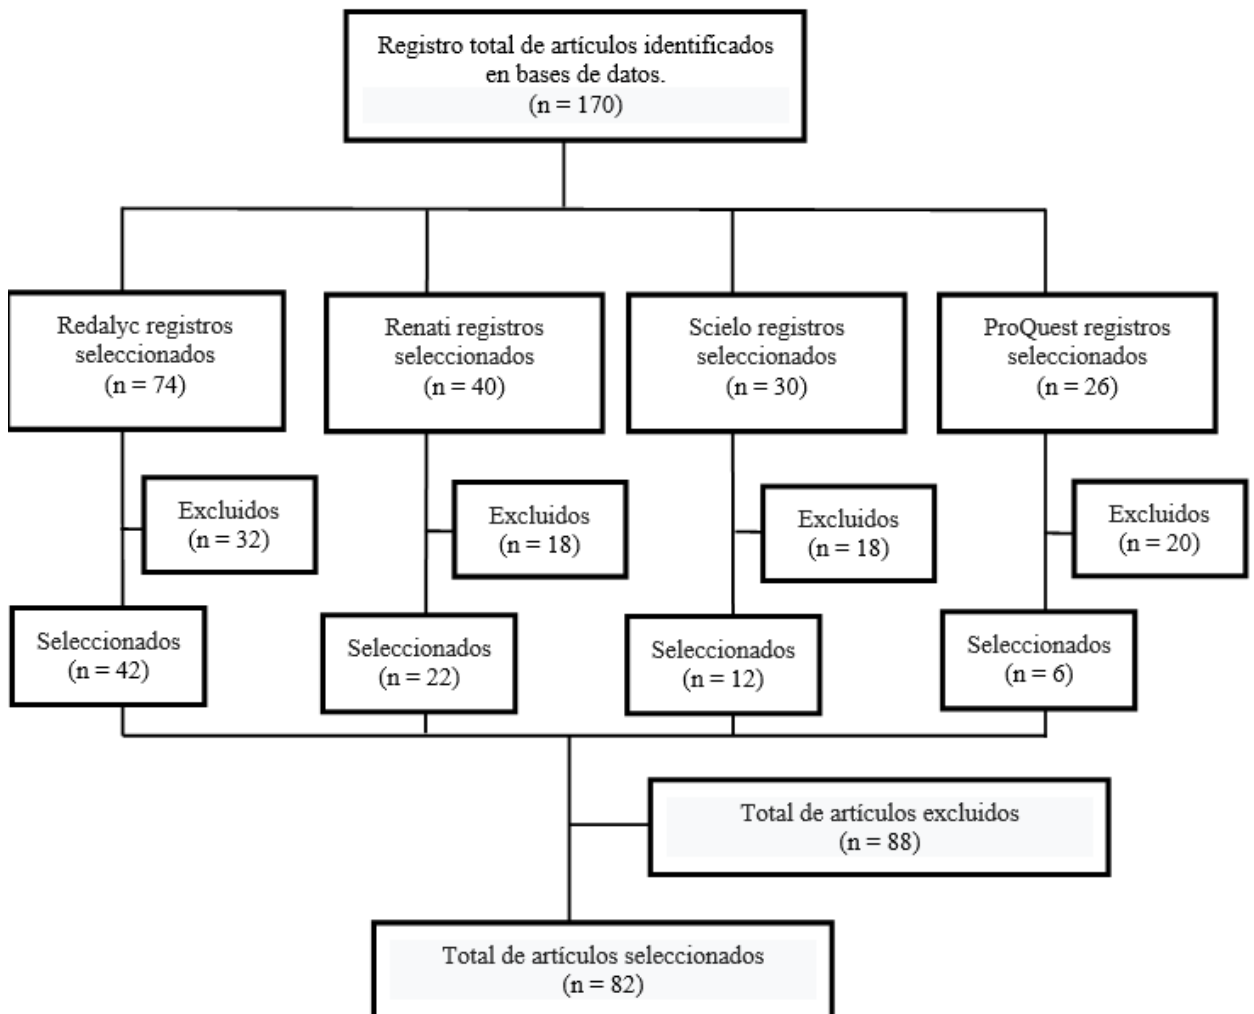 Registro total de artículos identificados
en bases de datos.
(n = 170)
Redalyc registros
seleccionados
(n = 74)
Renati registros
seleccionados
(n = 40)
Scielo registros
seleccionados
(n = 30)
ProQuest registros
seleccionados
(n = 26)
Excluidos
(n = 32)
Excluidos
(n = 18)
Excluidos
(n = 18)
Excluidos
(n = 20)
Seleccionados
(n = 42)
Seleccionados
(n = 22)
Seleccionados
(n = 12)
Seleccionados
(n = 6)
Total de artículos excluidos
(n = 88)
Total de artículos seleccionados
(n = 82)